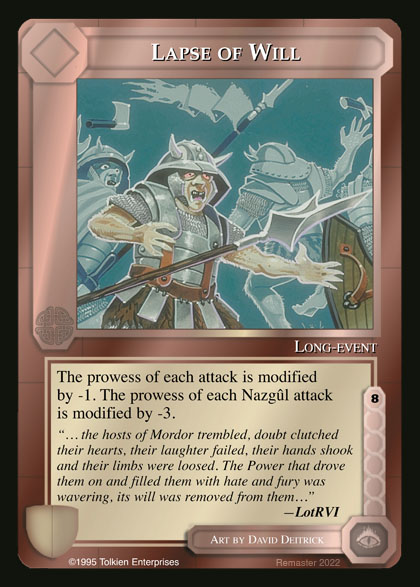 Lapse of Will
Long-event
The prowess of each attack is modified
by -1. The prowess of each Nazgûl attack
is modified by -3.
8
“… the hosts of Mordor trembled, doubt clutched
their hearts, their laughter failed, their hands shook
and their limbs were loosed. The Power that drove
them on and filled them with hate and fury was
wavering, its will was removed from them…”
–LotRVI
Art by David Deitrick
©1995 Tolkien Enterprises
Remaster 2022